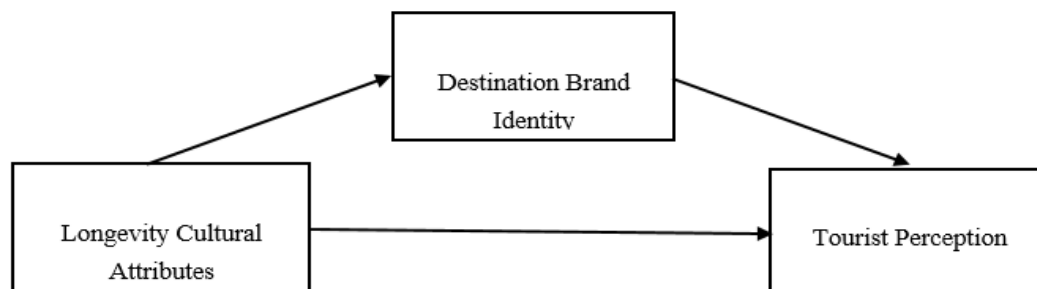 Destination Brand
Identity
Longevity Cultural
Attributes
Tourist Perception